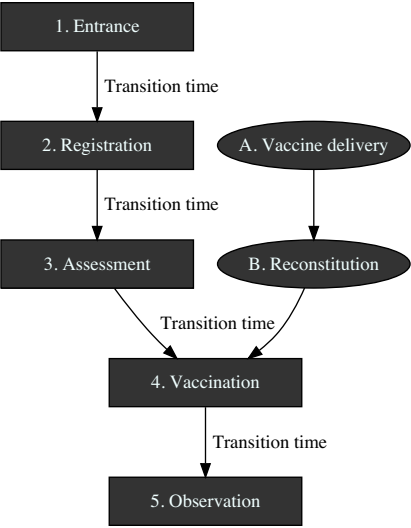 1. Entrance
Transition time
2. Registration
A. Vaccine delivery
Transition time
3. Assessment
B. Reconstitution
Transition time
4. Vaccination
Transition time
5. Observation